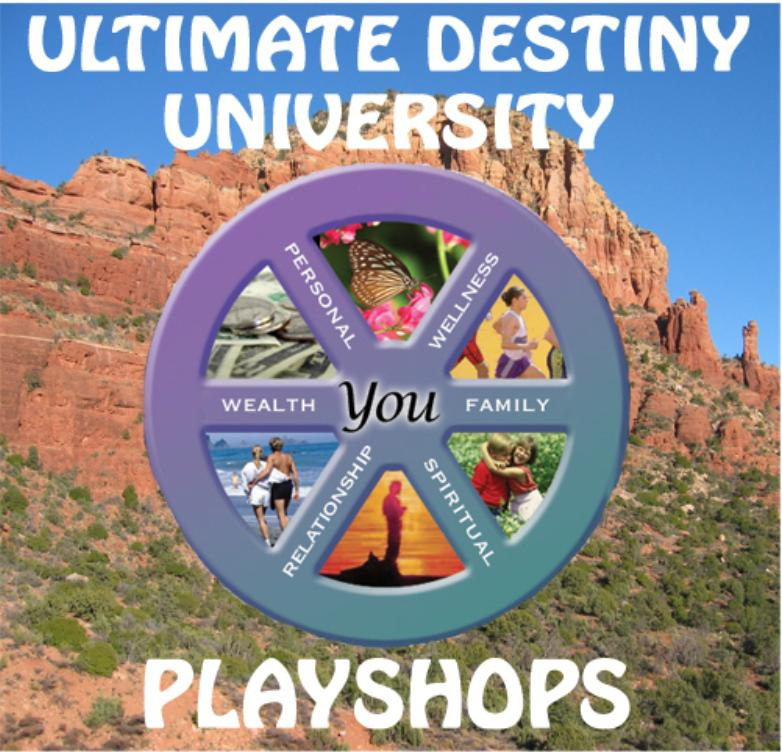 ULTIMATE DESTINY
UNIVERSITY
PERSONAL
WELLNESS
WEALTH
You
FAMILY
RELATIONSHIP
SPIRITUAL
PLAYSHOPS